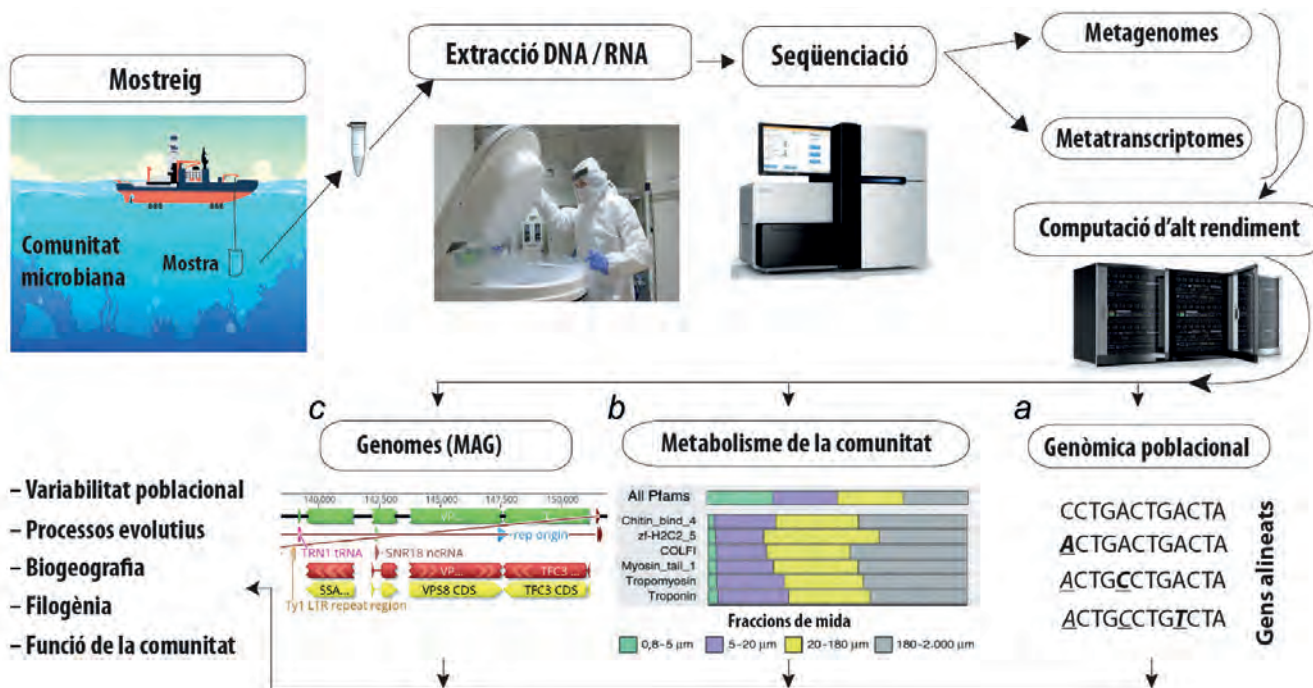 Mostreig
Extracció DNA / RNA
Seqüenciació
Metagenomes
Metatranscriptomes
Computació d'alt rendiment
Comunitat
microbiana
Mostra
c
Genomes (MAG)
b
Metabolisme de la comunitat
a
Genòmica poblacional
– Variabilitat poblacional
– Processos evolutius
– Biogeografia
– Filogènia
– Funció de la comunitat
140,000 142,500 145,000 147,500 150,000
VP...
rep origin
TRN1 tRNA
SNR18 ncRNA
VP... TFC3 ...
SSA... VPS8 CDS TFC3 CDS
Ty1 LTR repeat region
All Pfams
Chitin_bind_4
zf-H2C2_5
COLFI
Myosin_tail_1
Tropomyosin
Troponin
Fraccions de mida
0,8–5 µm 5–20 µm 20–180 µm 180–2.000 µm
CCTGACTGACTA
ACTGACTGACTA
ACTGCCTGACTA
ACTGCCTGTCTA
Gens alineats